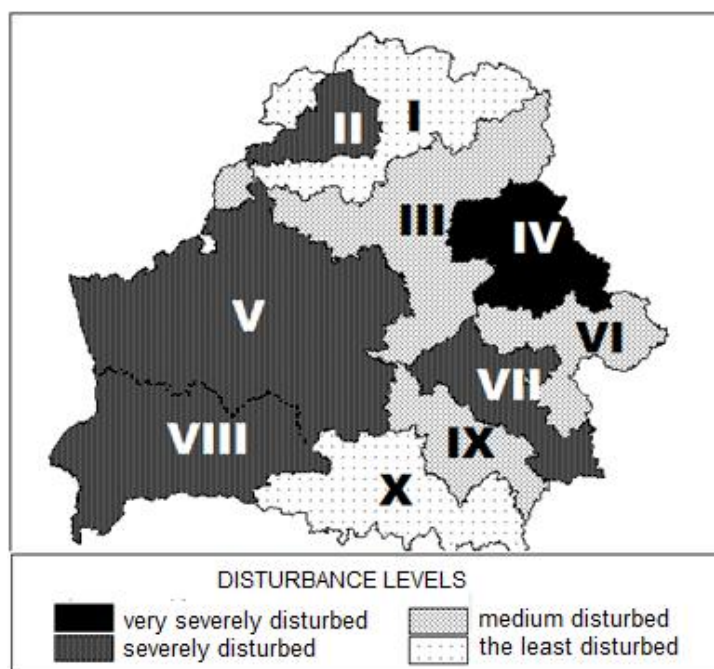 I
II
III
IV
V
VI
VII
VIII
IX
X
DISTURBANCE LEVELS
very severely disturbed
medium disturbed
severely disturbed
the least disturbed